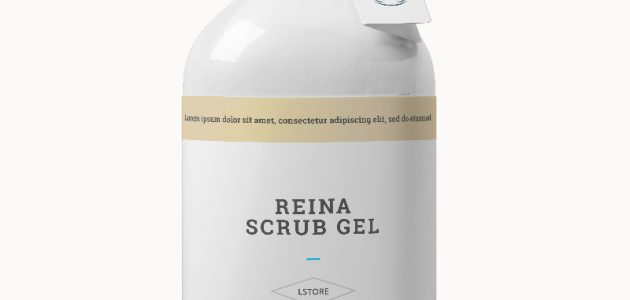 Lorem ipsum dolor sit amet, consectetur adipiscing elit, sed do eiusmod
REINA
SCRUB GEL
LSTORE